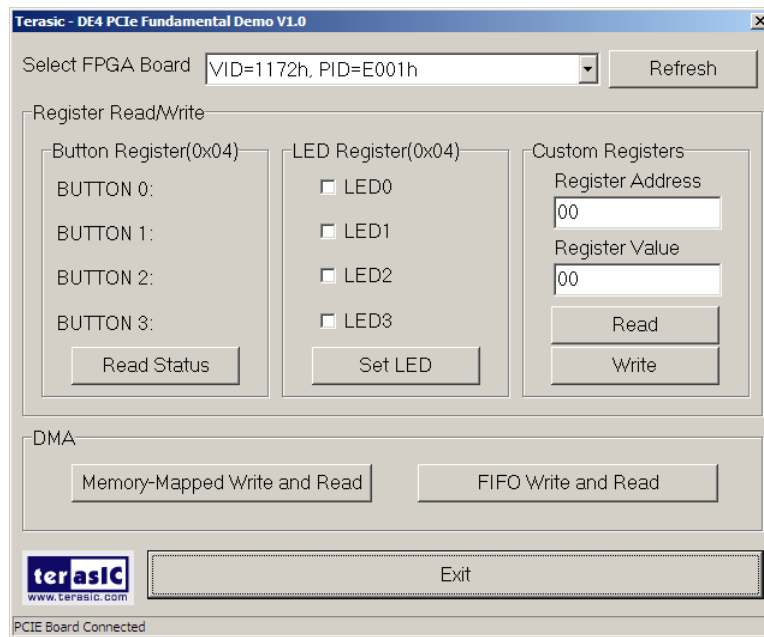 Terasic - DE4 PCIe Fundamental Demo V1.0
Select FPGA Board
VID=1172h, PID=E001h
Refresh
Register Read/Write
Button Register(0x04)
BUTTON 0:
BUTTON 1:
BUTTON 2:
BUTTON 3:
Read Status
LED Register(0x04)
LED0
LED1
LED2
LED3
Set LED
Custom Registers
Register Address
00
Register Value
00
Read
Write
DMA
Memory-Mapped Write and Read
FIFO Write and Read
terasIC
www.terasic.com
Exit
PCIE Board Connected